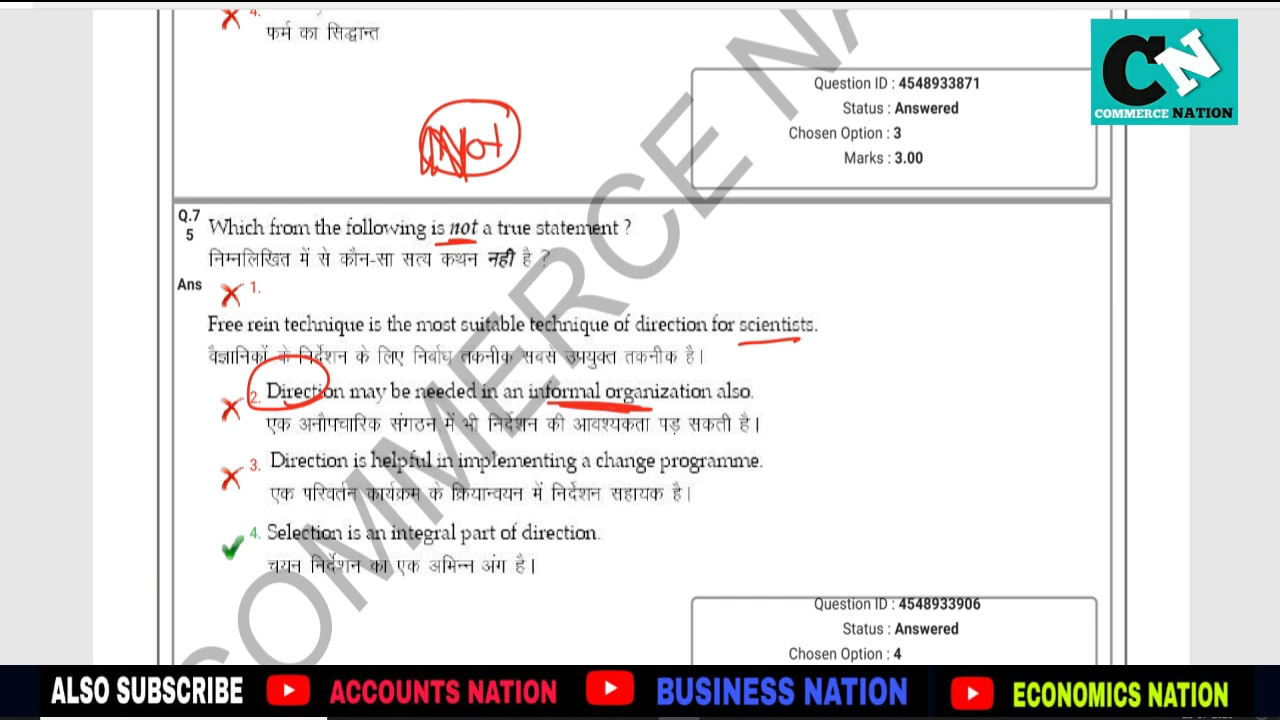 4.
फर्म का सिद्धान्त
COMMERCE NATION
Question ID : 4548933871
Status : Answered
Chosen Option : 3
Marks : 3.00
Not
Q.7
5
Which from the following is not a true statement ?
निम्नलिखित में से कौन-सा सत्य कथन नही है ?
Ans
1.
Free rein technique is the most suitable technique of direction for scientists.
वैज्ञानिकों के निर्देशन के लिए निर्बाध तकनीक सबसे उपयुक्त तकनीक है।
2. Direction may be needed in an informal organization also.
एक अनौपचारिक संगठन में भी निर्देशन की आवश्यकता पड़ सकती है।
3. Direction is helpful in implementing a change programme.
एक परिवर्तन कार्यक्रम के क्रियान्वयन में निर्देशन सहायक है।
4. Selection is an integral part of direction.
चयन निर्देशन का एक अभिन्न अंग है।
Question ID : 4548933906
Status : Answered
Chosen Option : 4
COMMERCE NA
ALSO SUBSCRIBE ACCOUNTS NATION BUSINESS NATION ECONOMICS NATION